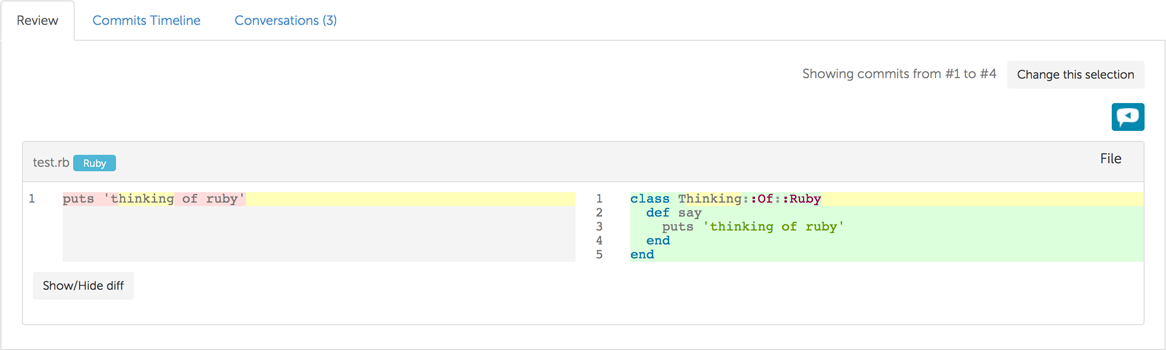 Review Commits Timeline Conversations (3)
Showing commits from #1 to #4 Change this selection
test.rb Ruby File
1 puts 'thinking of ruby'
1 class Thinking::Of::Ruby
2 def say
3 puts 'thinking of ruby'
4 end
5 end
Show/Hide diff